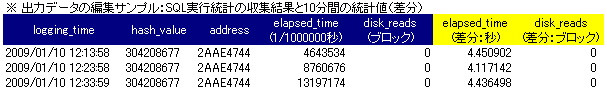 ※ 出力データの編集サンプル：SQL実行統計の収集結果と10分間の統計値(差分)
logging_time hash_value address elapsed_time (1/1000000秒) disk_reads (ブロック) elapsed_time (差分：秒) disk_reads (差分：ブロック)
2009/01/10 12:13:58 304208677 2AAE4744 4643534 0 4.450902 0
2009/01/10 12:23:58 304208677 2AAE4744 8760676 0 4.117142 0
2009/01/10 12:33:59 304208677 2AAE4744 13197174 0 4.436498 0